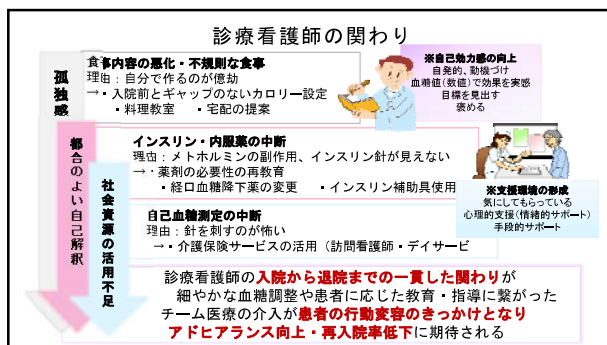 診療看護師の関わり
孤独感
都合のよい自己解釈
社会資源の活用不足
食事内容の悪化・不規則な食事
理由：自分で作るのが億劫
→・入院前とギャップのないカロリー設定
・料理教室　・宅配の提案
※自己効力感の向上
自発的、動機づけ
血糖値(数値)で効果を実感
目標を見出す
褒める
インスリン・内服薬の中断
理由：メトホルミンの副作用、インスリン針が見えない
→・薬剤の必要性の再教育
・経口血糖降下薬の変更　・インスリン補助具使用
※支援環境の形成
気にしてもらっている
心理的支援(情緒的サポート)
手段的サポート
自己血糖測定の中断
理由：針を刺すのが怖い
→・介護保険サービスの活用（訪問看護師・デイサービ
診療看護師の入院から退院までの一貫した関わりが
細やかな血糖調整や患者に応じた教育・指導に繋がった
チーム医療の介入が患者の行動変容のきっかけとなり
アドヒアランス向上・再入院率低下に期待される